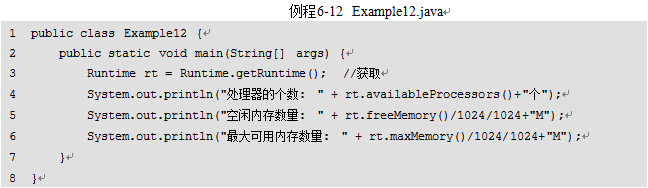 例程6-12 Example12.java
1 public class Example12 {
2 public static void main(String[] args) {
3 Runtime rt = Runtime.getRuntime(); //获取
4 System.out.println("处理器的个数: " + rt.availableProcessors()+"个");
5 System.out.println("空闲内存数量: " + rt.freeMemory()/1024/1024+"M");
6 System.out.println("最大可用内存数量: " + rt.maxMemory()/1024/1024+"M");
7 }
8 }